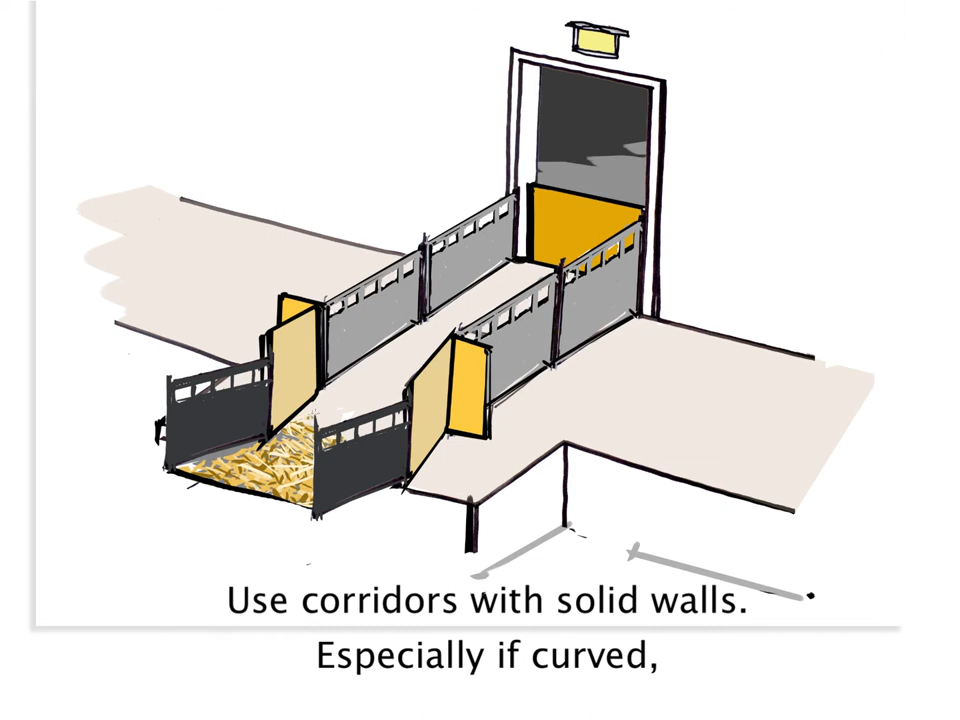 Use corridors with solid walls.
Especially if curved,